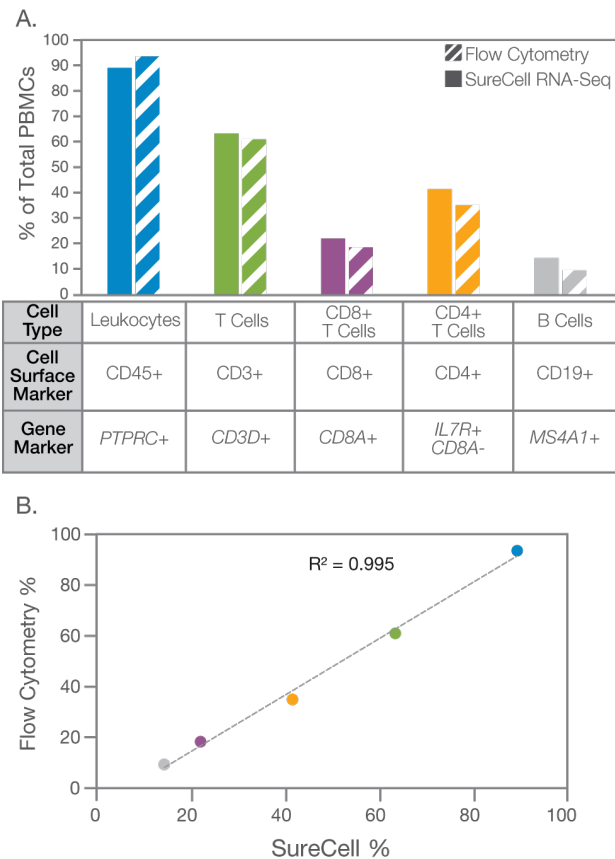 A.
% of Total PBMCs
100
90
80
70
60
50
40
30
20
10
0
Flow Cytometry
SureCell RNA-Seq
Cell
Type
Leukocytes
T Cells
CD8+
T Cells
CD4+
T Cells
B Cells
Cell
Surface
Marker
CD45+
CD3+
CD8+
CD4+
CD19+
Gene
Marker
PTPRC+
CD3D+
CD8A+
IL7R+
CD8A-
MS4A1+
B.
Flow Cytometry %
100
80
60
40
20
0
R² = 0.995
0
20
40
60
80
100
SureCell %